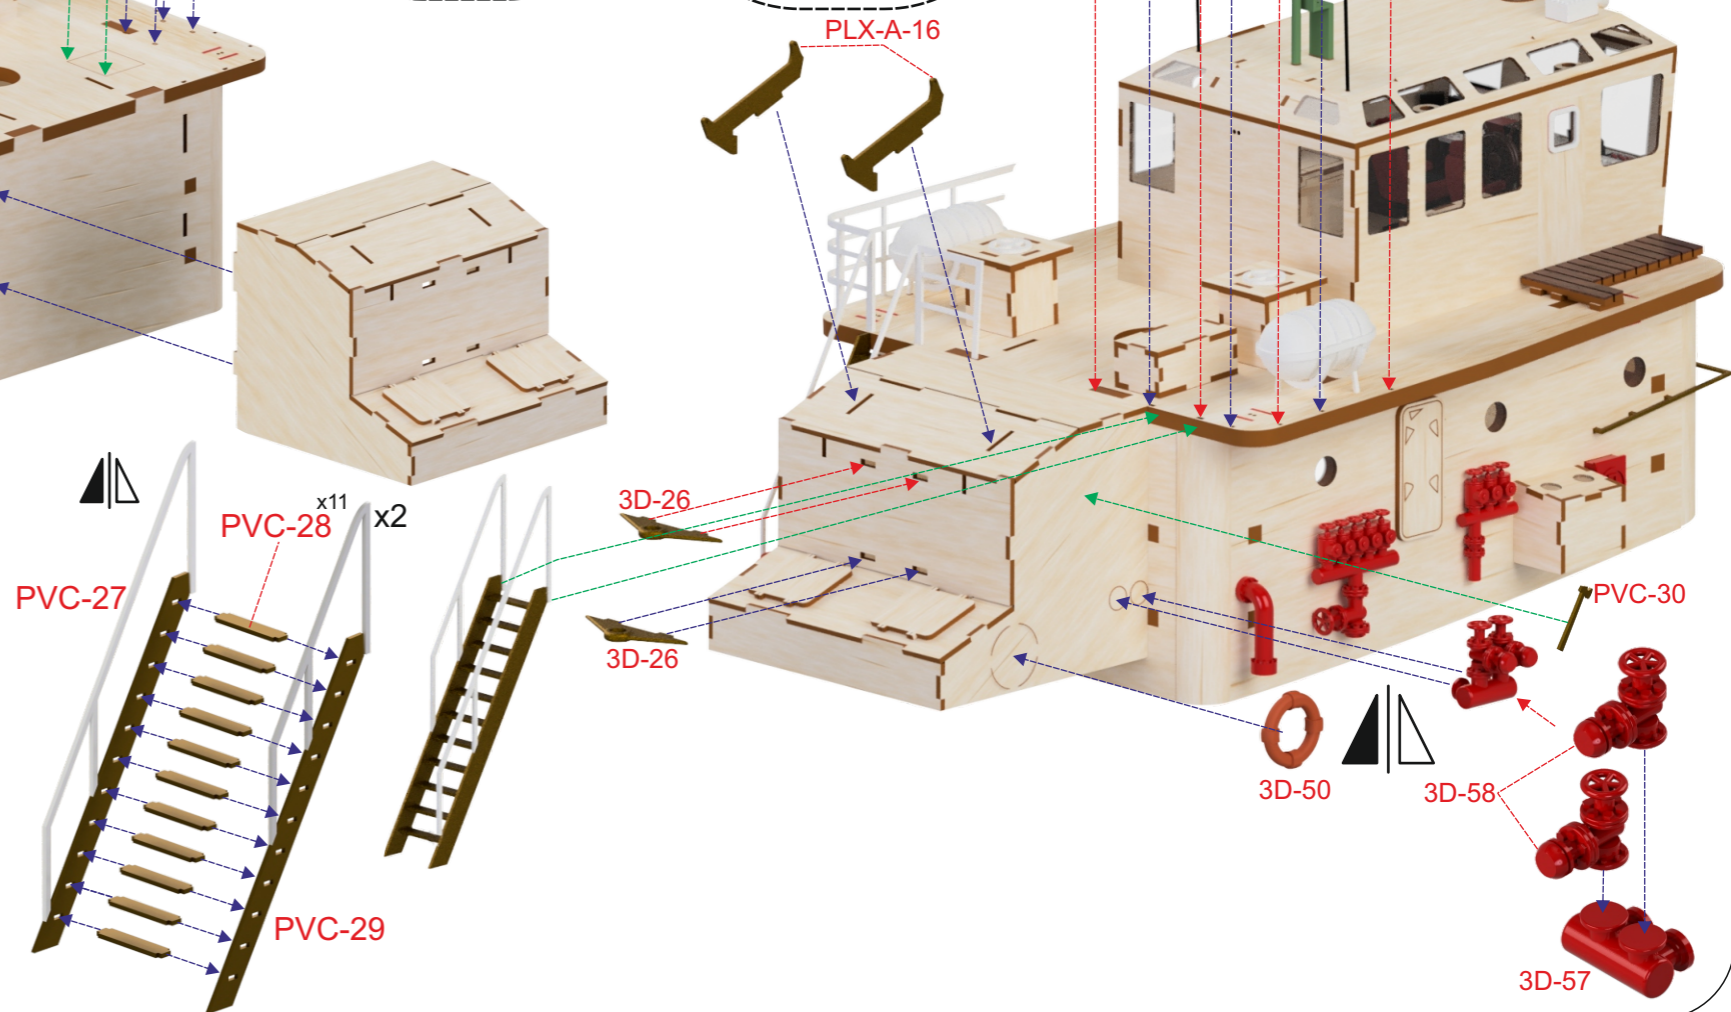 PLX-A-16
3D-26
x11
PVC-28
x2
PVC-27
PVC-30
3D-26
3D-50
3D-58
PVC-29
3D-57